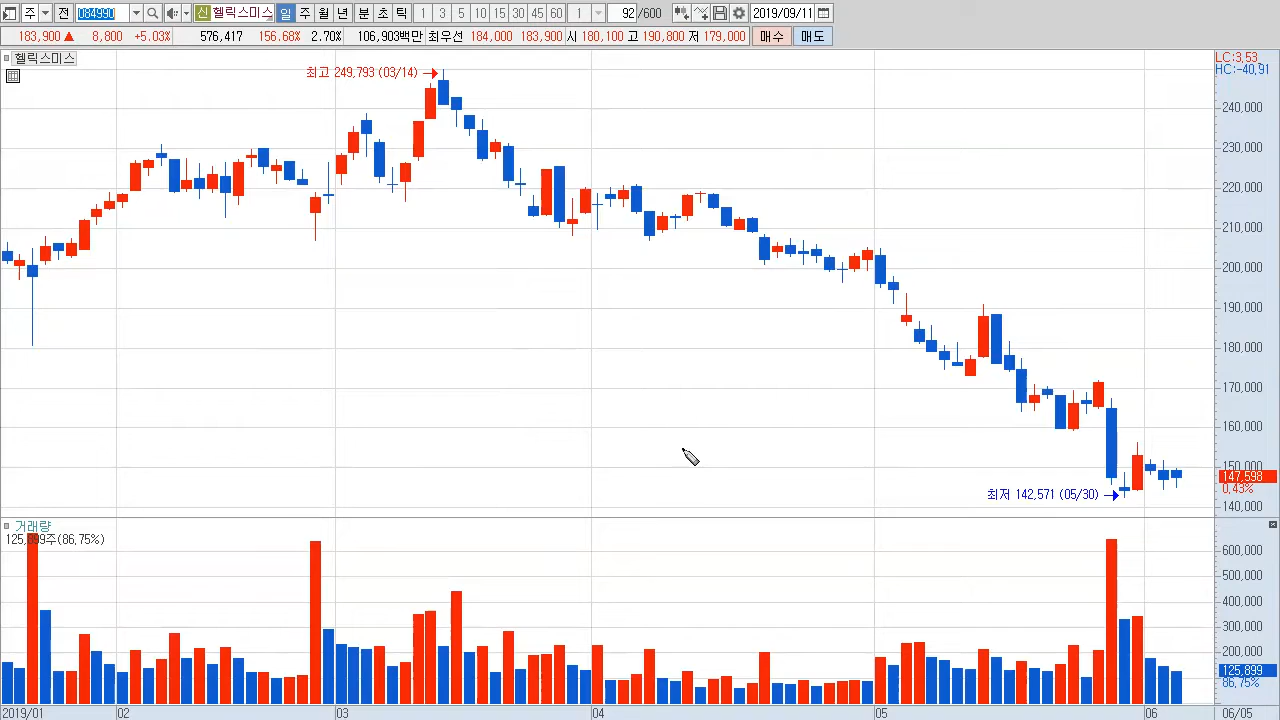 주 전 084990 신 헬릭스미스 일 주 월 년 분 초 틱 1 3 5 10 15 30 45 60 1 92 /600 2019/09/11
183,900 ▲ 8,800 +5.03% 576,417 156.68% 2.70% 106,903백만 최우선 184,000 183,900 시 180,100 고 190,800 저 179,000 매수 매도
헬릭스미스
LC:3.53
HC:-40.91
최고 249,793 (03/14)
240,000
230,000
220,000
210,000
200,000
190,000
180,000
170,000
160,000
150,000
147,598
0.43%
최저 142,571 (05/30)
140,000
거래량
125,899주(86.75%)
600,000
500,000
400,000
300,000
200,000
125,899
86.75%
2019/01 02 03 04 05 06 06/05